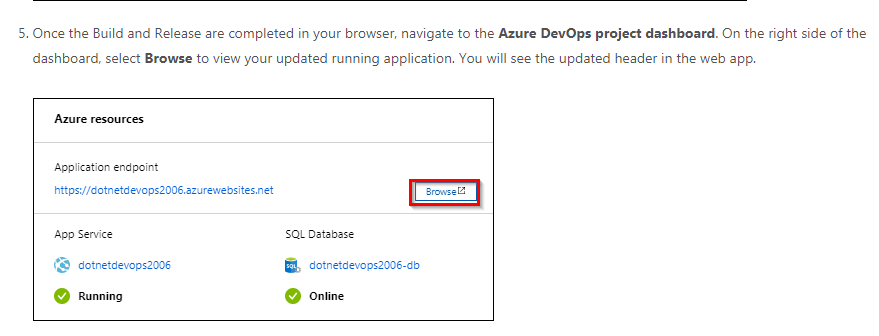 5. Once the Build and Release are completed in your browser, navigate to the Azure DevOps project dashboard. On the right side of the
dashboard, select Browse to view your updated running application. You will see the updated header in the web app.
Azure resources
Application endpoint
https://dotnetdevops2006.azurewebsites.net
Browse
App Service
SQL Database
dotnetdevops2006
SQL
dotnetdevops2006-db
Running
Online